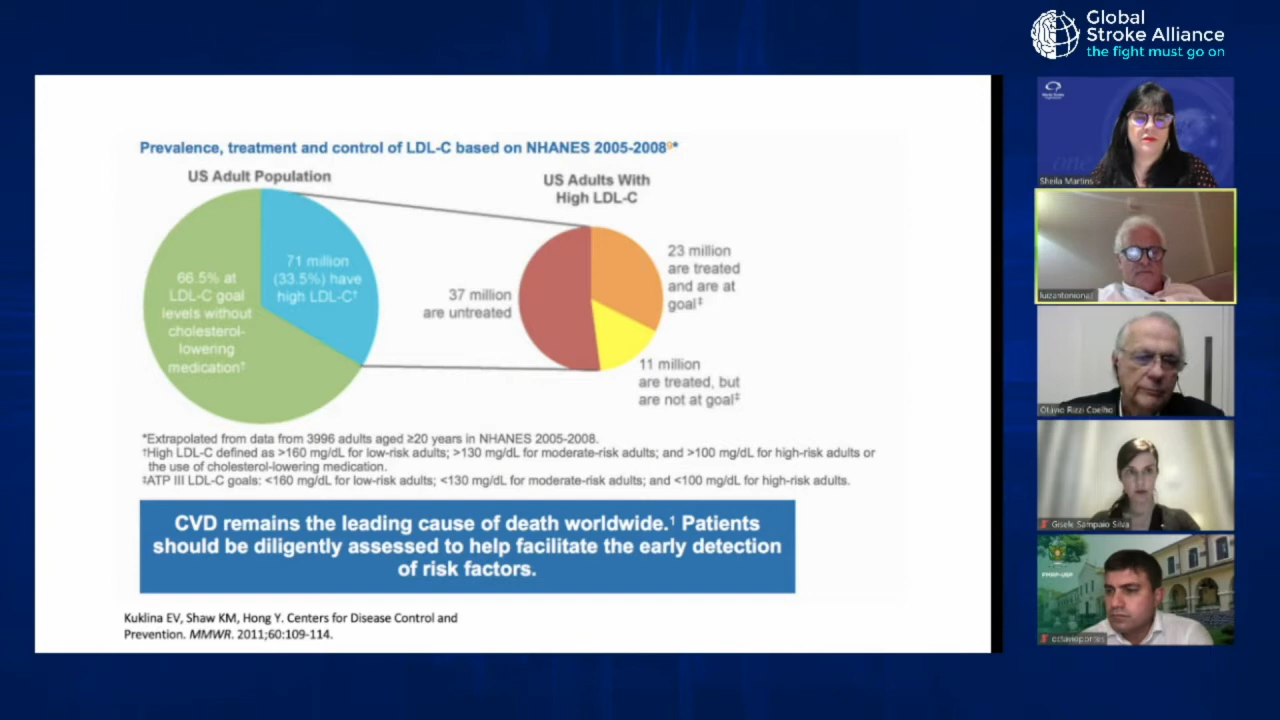 Global
Stroke Alliance
the fight must go on
Prevalence, treatment and control of LDL-C based on NHANES 2005-2008⁹*
US Adult Population
71 million
(33.5%) have
high LDL-C†
66.5% at
LDL-C goal
levels without
cholesterol-
lowering
medication†
US Adults With
High LDL-C
37 million
are untreated
23 million
are treated
and are at
goal‡
11 million
are treated, but
are not at goal‡
*Extrapolated from data from 3996 adults aged ≥20 years in NHANES 2005-2008.
†High LDL-C defined as >160 mg/dL for low-risk adults; >130 mg/dL for moderate-risk adults; and >100 mg/dL for high-risk adults or
the use of cholesterol-lowering medication.
‡ATP III LDL-C goals: <160 mg/dL for low-risk adults; <130 mg/dL for moderate-risk adults; and <100 mg/dL for high-risk adults.
CVD remains the leading cause of death worldwide.¹ Patients
should be diligently assessed to help facilitate the early detection
of risk factors.
Kuklina EV, Shaw KM, Hong Y. Centers for Disease Control and
Prevention. MMWR. 2011;60:109-114.
Sheila Martins
luizantonionas
Otavio Rizzi Coelho
Gisele Sampaio Silva
FMRP-USP
octaviopontes